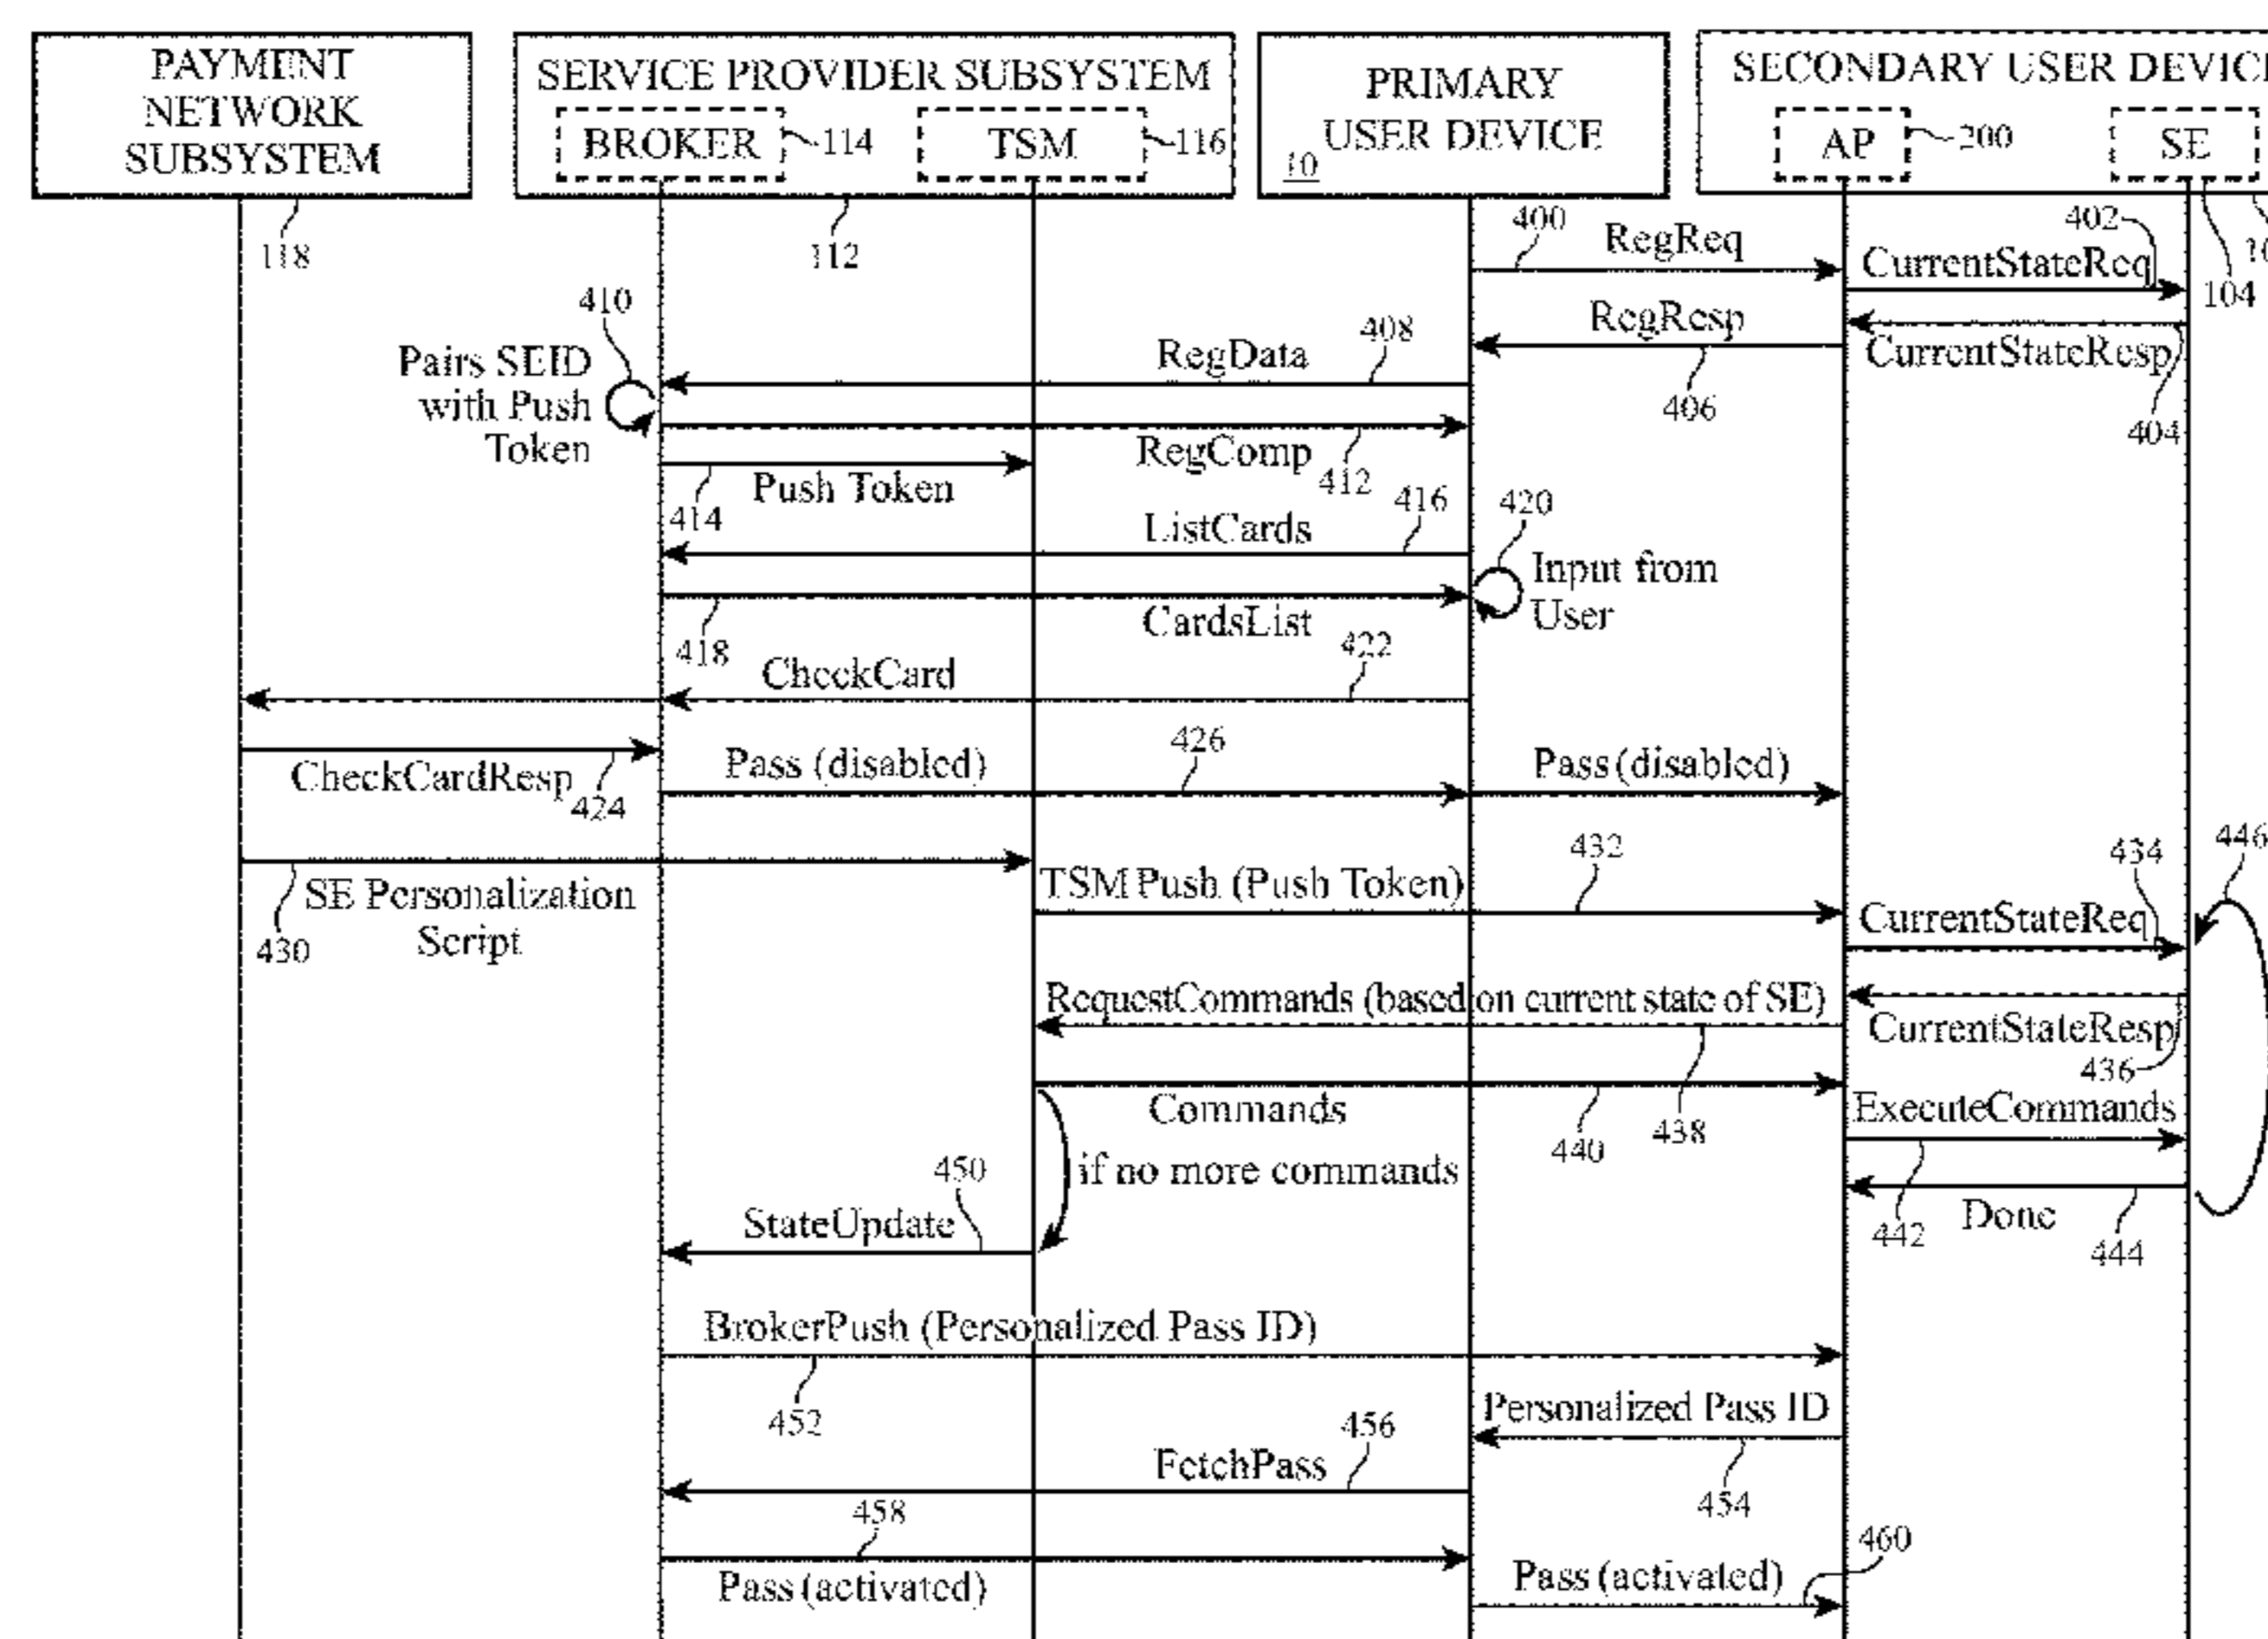 PAYMENT
NETWORK
SUBSYSTEM
SERVICE PROVIDER SUBSYSTEM
BROKER
114
TSM
116
PRIMARY
USER DEVICE
10
SECONDARY USER DEVICE
AP
200
SE
118
112
400
RegReq
402
CurrentStateReq
104
410
Pairs SEID
with Push
Token
408
RegData
RegResp
406
CurrentStateResp
404
RegComp
412
Push Token
414
416
ListCards
420
Input from
User
CardsList
418
422
CheckCard
CheckCardResp
424
Pass (disabled)
426
Pass (disabled)
SE Personalization
Script
430
TSM Push (Push Token)
432
434
446
CurrentStateReq
RequestCommands (based on current state of SE)
CurrentStateResp
436
438
Commands
440
ExecuteCommands
442
if no more commands
Done
444
450
StateUpdate
BrokerPush (Personalized Pass ID)
452
Personalized Pass ID
454
456
FetchPass
458
Pass (activated)
460
Pass (activated)